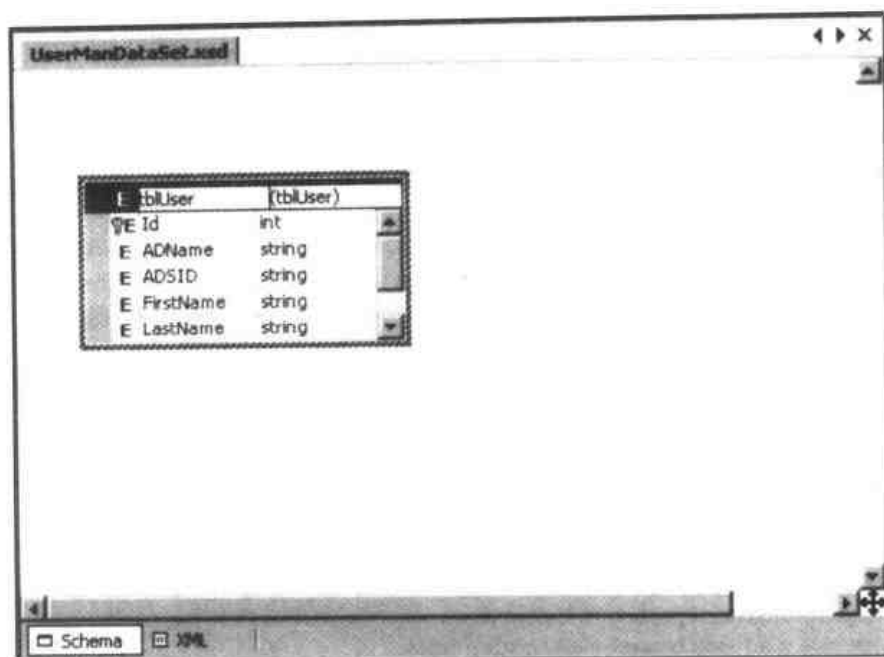 UserManDataSet.xsd
E tblUser (tblUser)
E Id int
E ADName string
E ADSID string
E FirstName string
E LastName string
Schema XML